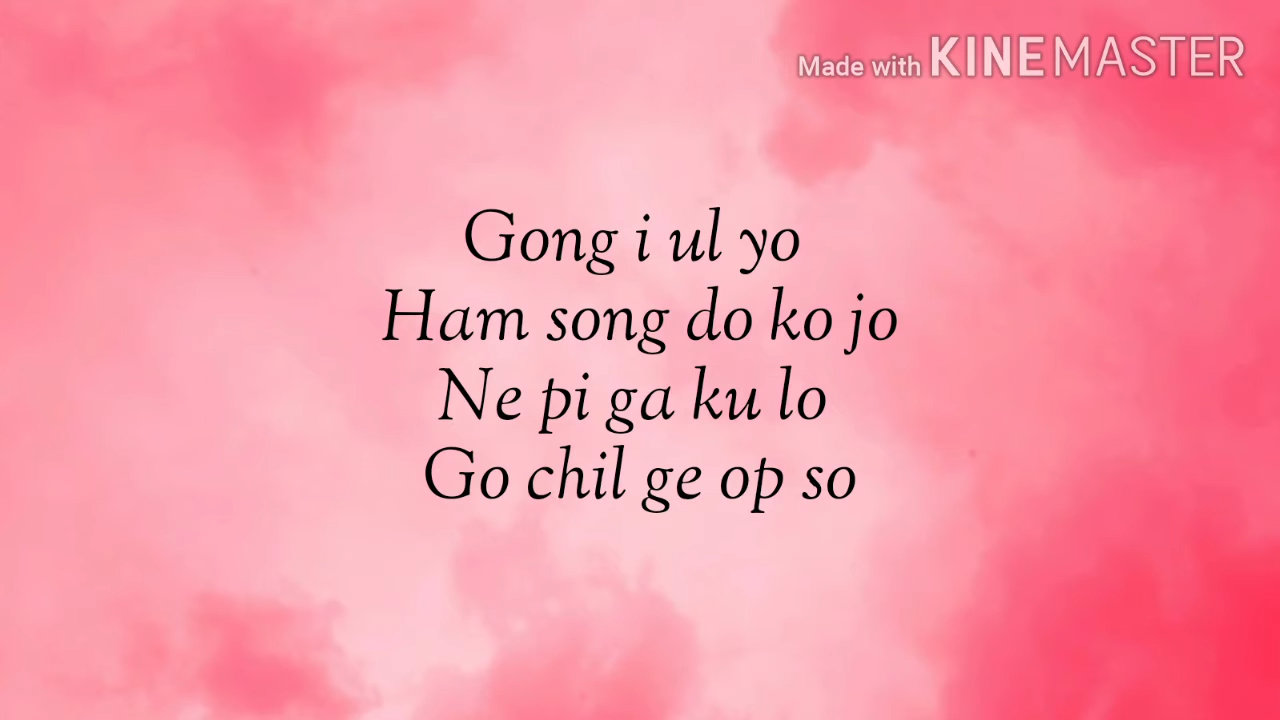 Made with KINEMASTER
Gong i ul yo
Ham song do ko jo
Ne pi ga ku lo
Go chil ge op so